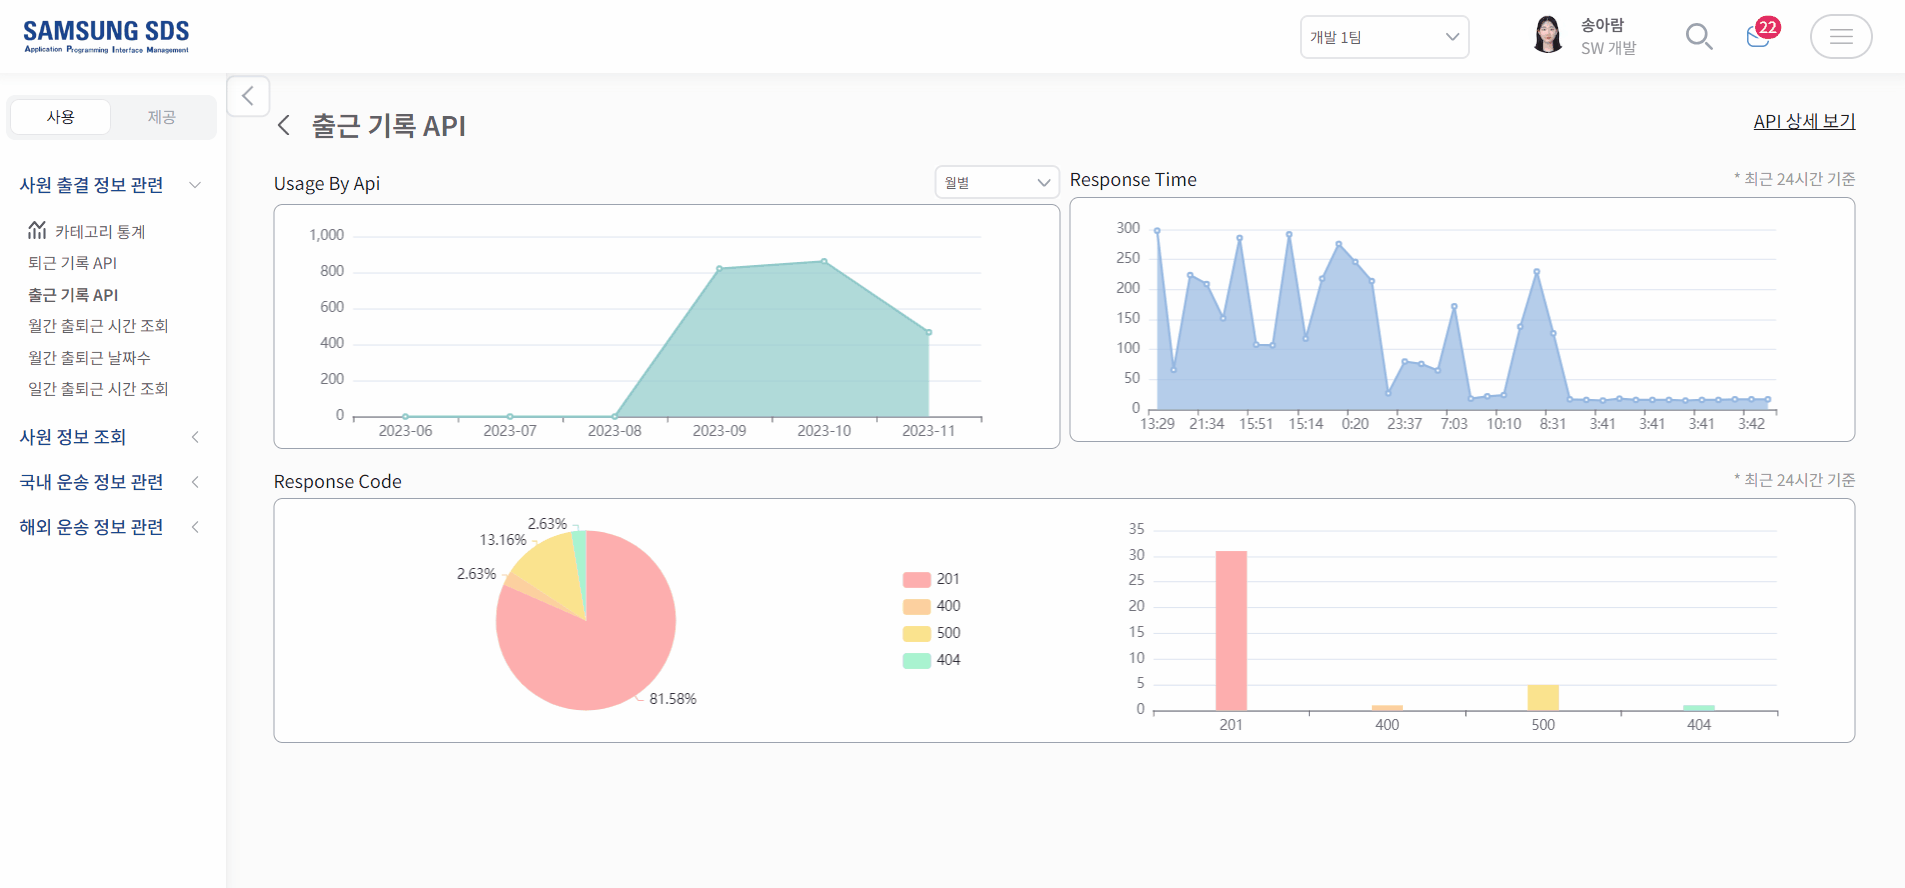 SAMSUNG SDS
Application Programming Interface Management
개발 1팀
송아람
SW 개발
22
사용
제공
사원 출결 정보 관련
카테고리 통계
퇴근 기록 API
출근 기록 API
월간 출퇴근 시간 조회
월간 출퇴근 날짜수
일간 출퇴근 시간 조회
사원 정보 조회
국내 운송 정보 관련
해외 운송 정보 관련
출근 기록 API
API 상세 보기
Usage By Api
월별
1,000
800
600
400
200
0
2023-06 2023-07 2023-08 2023-09 2023-10 2023-11
Response Time
* 최근 24시간 기준
300
250
200
150
100
50
0
13:29 21:34 15:51 15:14 0:20 23:37 7:03 10:10 8:31 3:41 3:41 3:41 3:42
Response Code
* 최근 24시간 기준
2.63%
13.16%
2.63%
81.58%
201
400
500
404
35
30
25
20
15
10
5
0
201 400 500 404